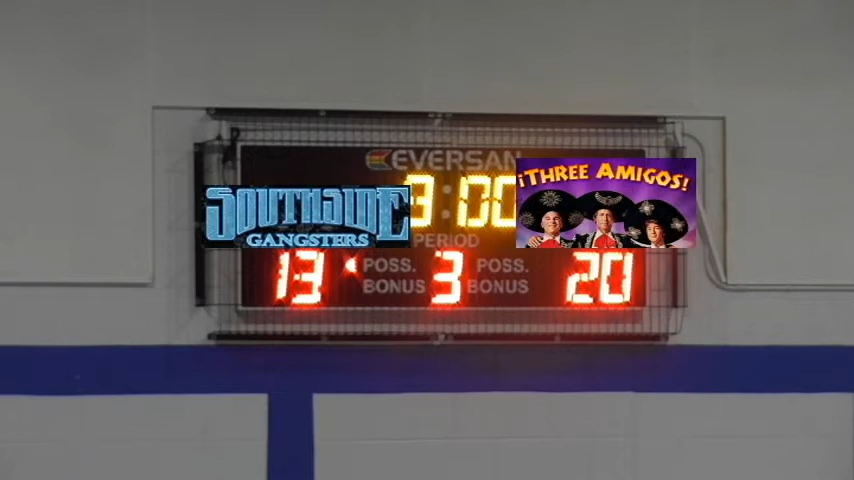 EVERSAN
¡THREE AMIGOS!
SOUTHSIDE
GANGSTERS
3:00
PERIOD
13 POSS. 3 POSS. 20
BONUS BONUS